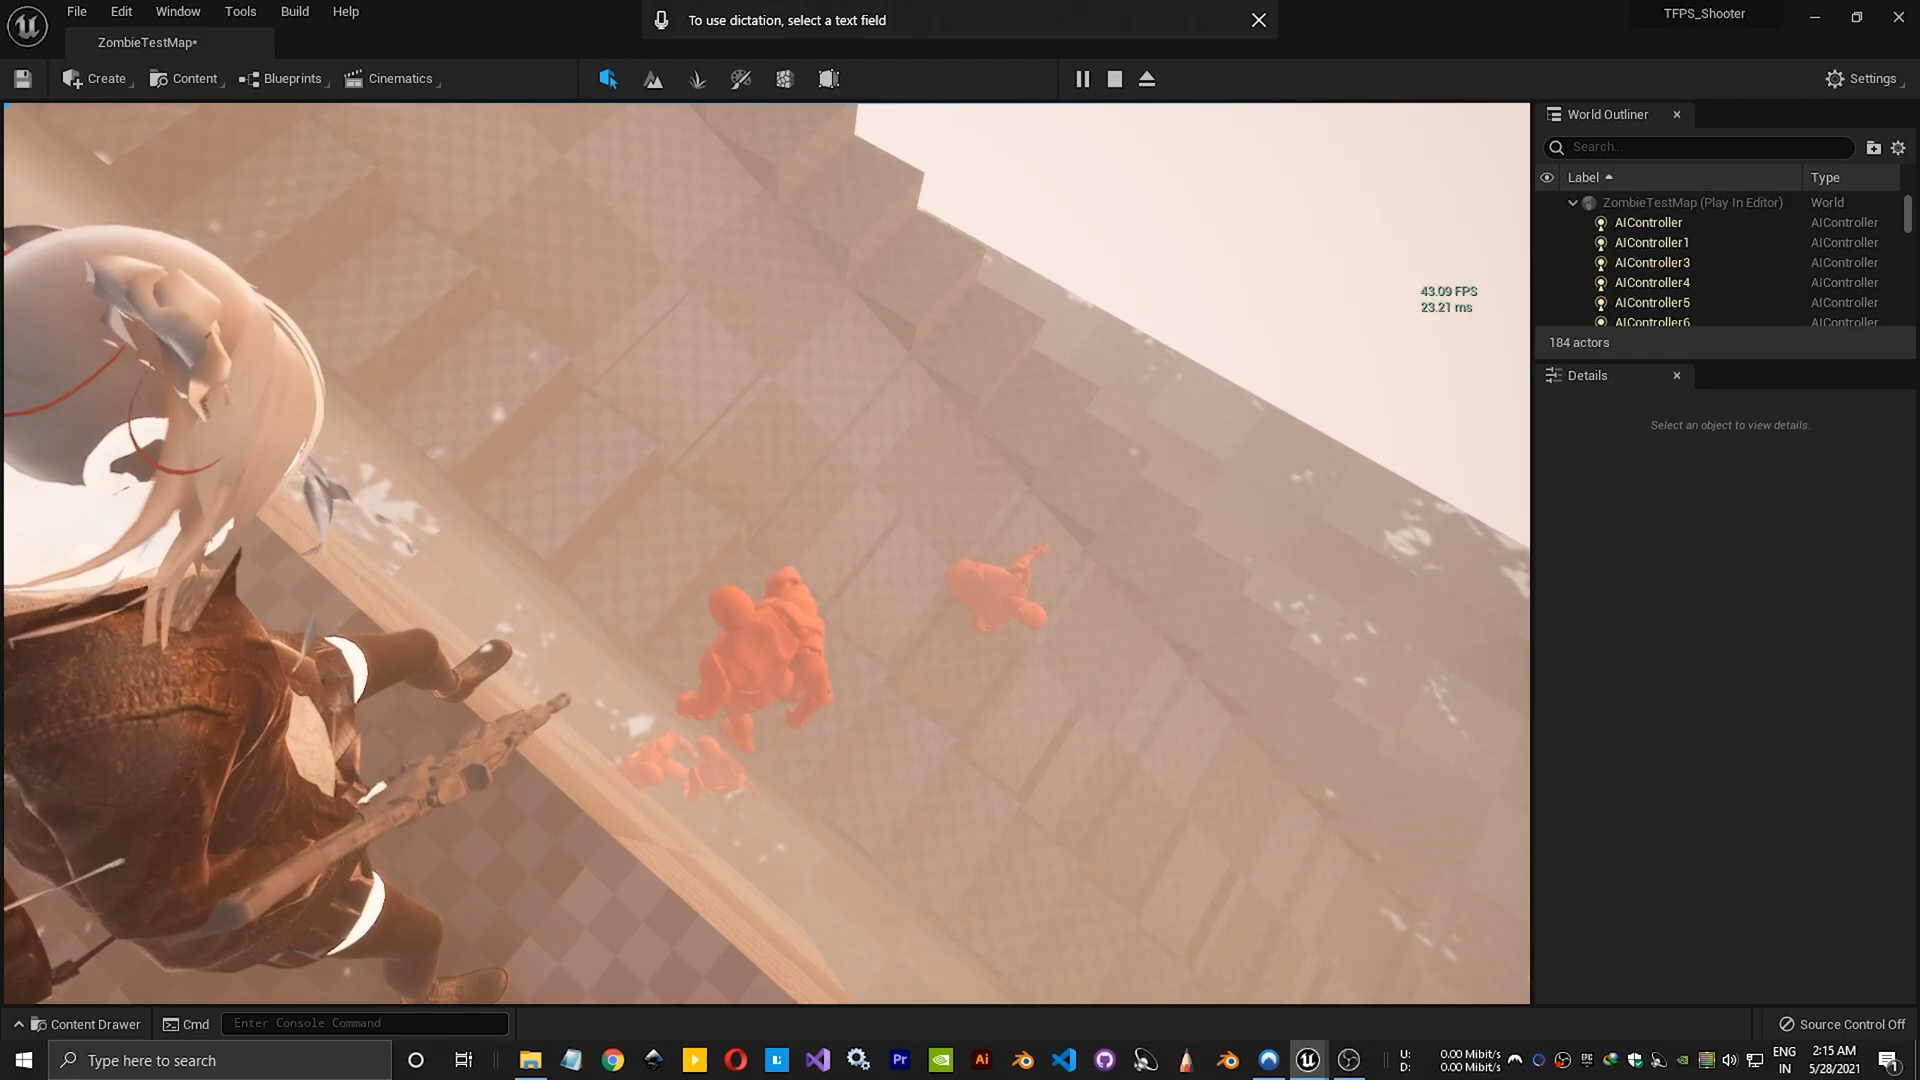 File Edit Window Tools Build Help
To use dictation, select a text field
TFPS_Shooter
ZombieTestMap*
Create Content Blueprints Cinematics
Settings
World Outliner
Search...
Label Type
ZombieTestMap (Play In Editor) World
AIController AIController
AIController1 AIController
AIController3 AIController
AIController4 AIController
AIController5 AIController
AIController6 AIController
184 actors
43.09 FPS
23.21 ms
Details
Select an object to view details.
Content Drawer Cmd Enter Console Command
Source Control Off
Type here to search
Pr Ai
U: 0.00 Mibit/s
D: 0.00 Mibit/s
EPIC
ENG
IN
2:15 AM
5/28/2021
1